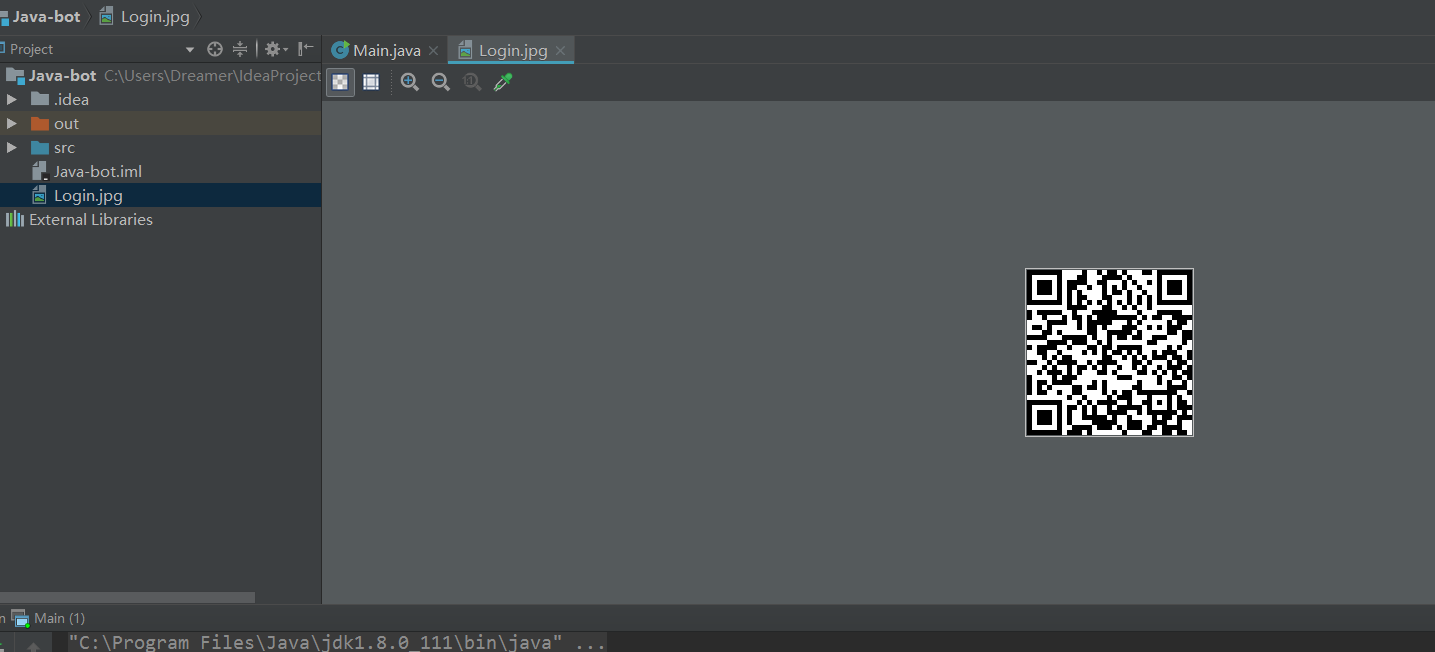 Java-bot Login.jpg
Project
Main.java Login.jpg
Java-bot C:\Users\Dreamer\IdeaProject
.idea
out
src
Java-bot.iml
Login.jpg
External Libraries
n Main (1)
"C:\Program Files\Java\jdk1.8.0_111\bin\java" ...